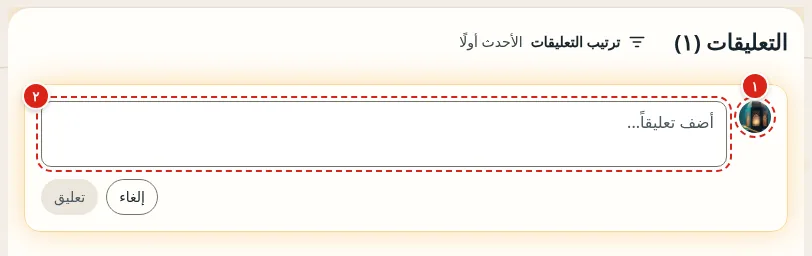 التعليقات (١)
ترتيب التعليقات الأحدث أولًا
١
٢
أضف تعليقاً...
إلغاء
تعليق